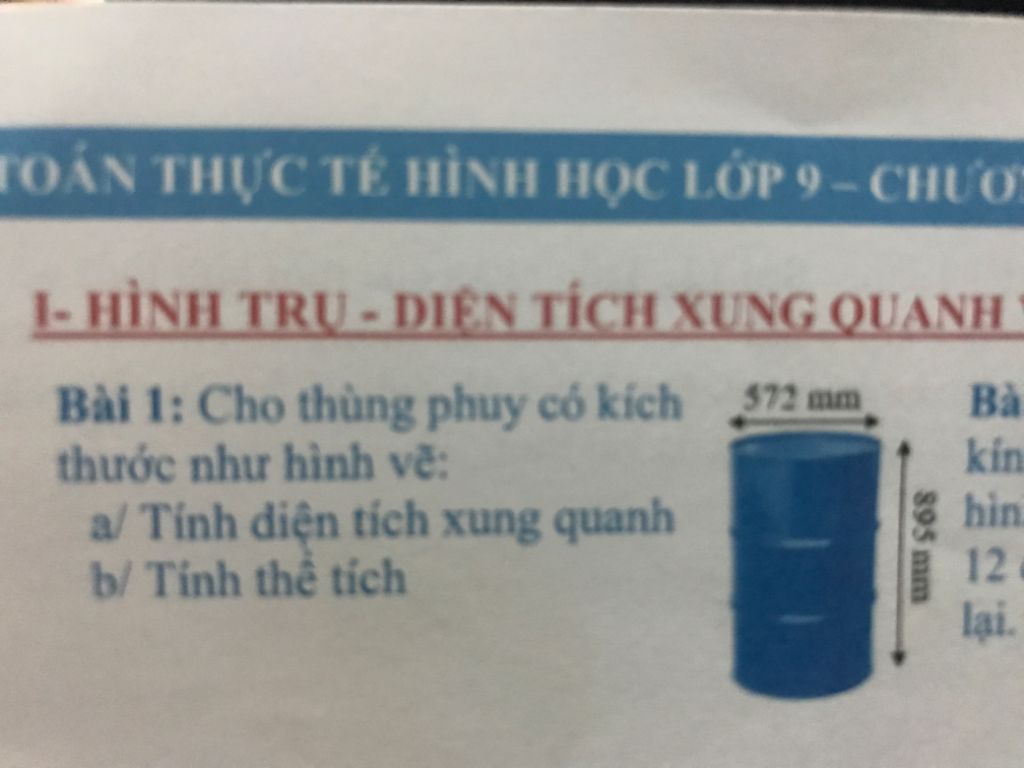 TOÁN THỰC TẾ HÌNH HỌC LỚP 9 – CHƯƠ
I- HÌNH TRỤ - DIỆN TÍCH XUNG QUANH
Bài 1: Cho thùng phuy có kích
thước như hình vẽ:
a/ Tính diện tích xung quanh
b/ Tính thể tích
572 mm
895 mm
Bà
kín
hìn
12
lại.